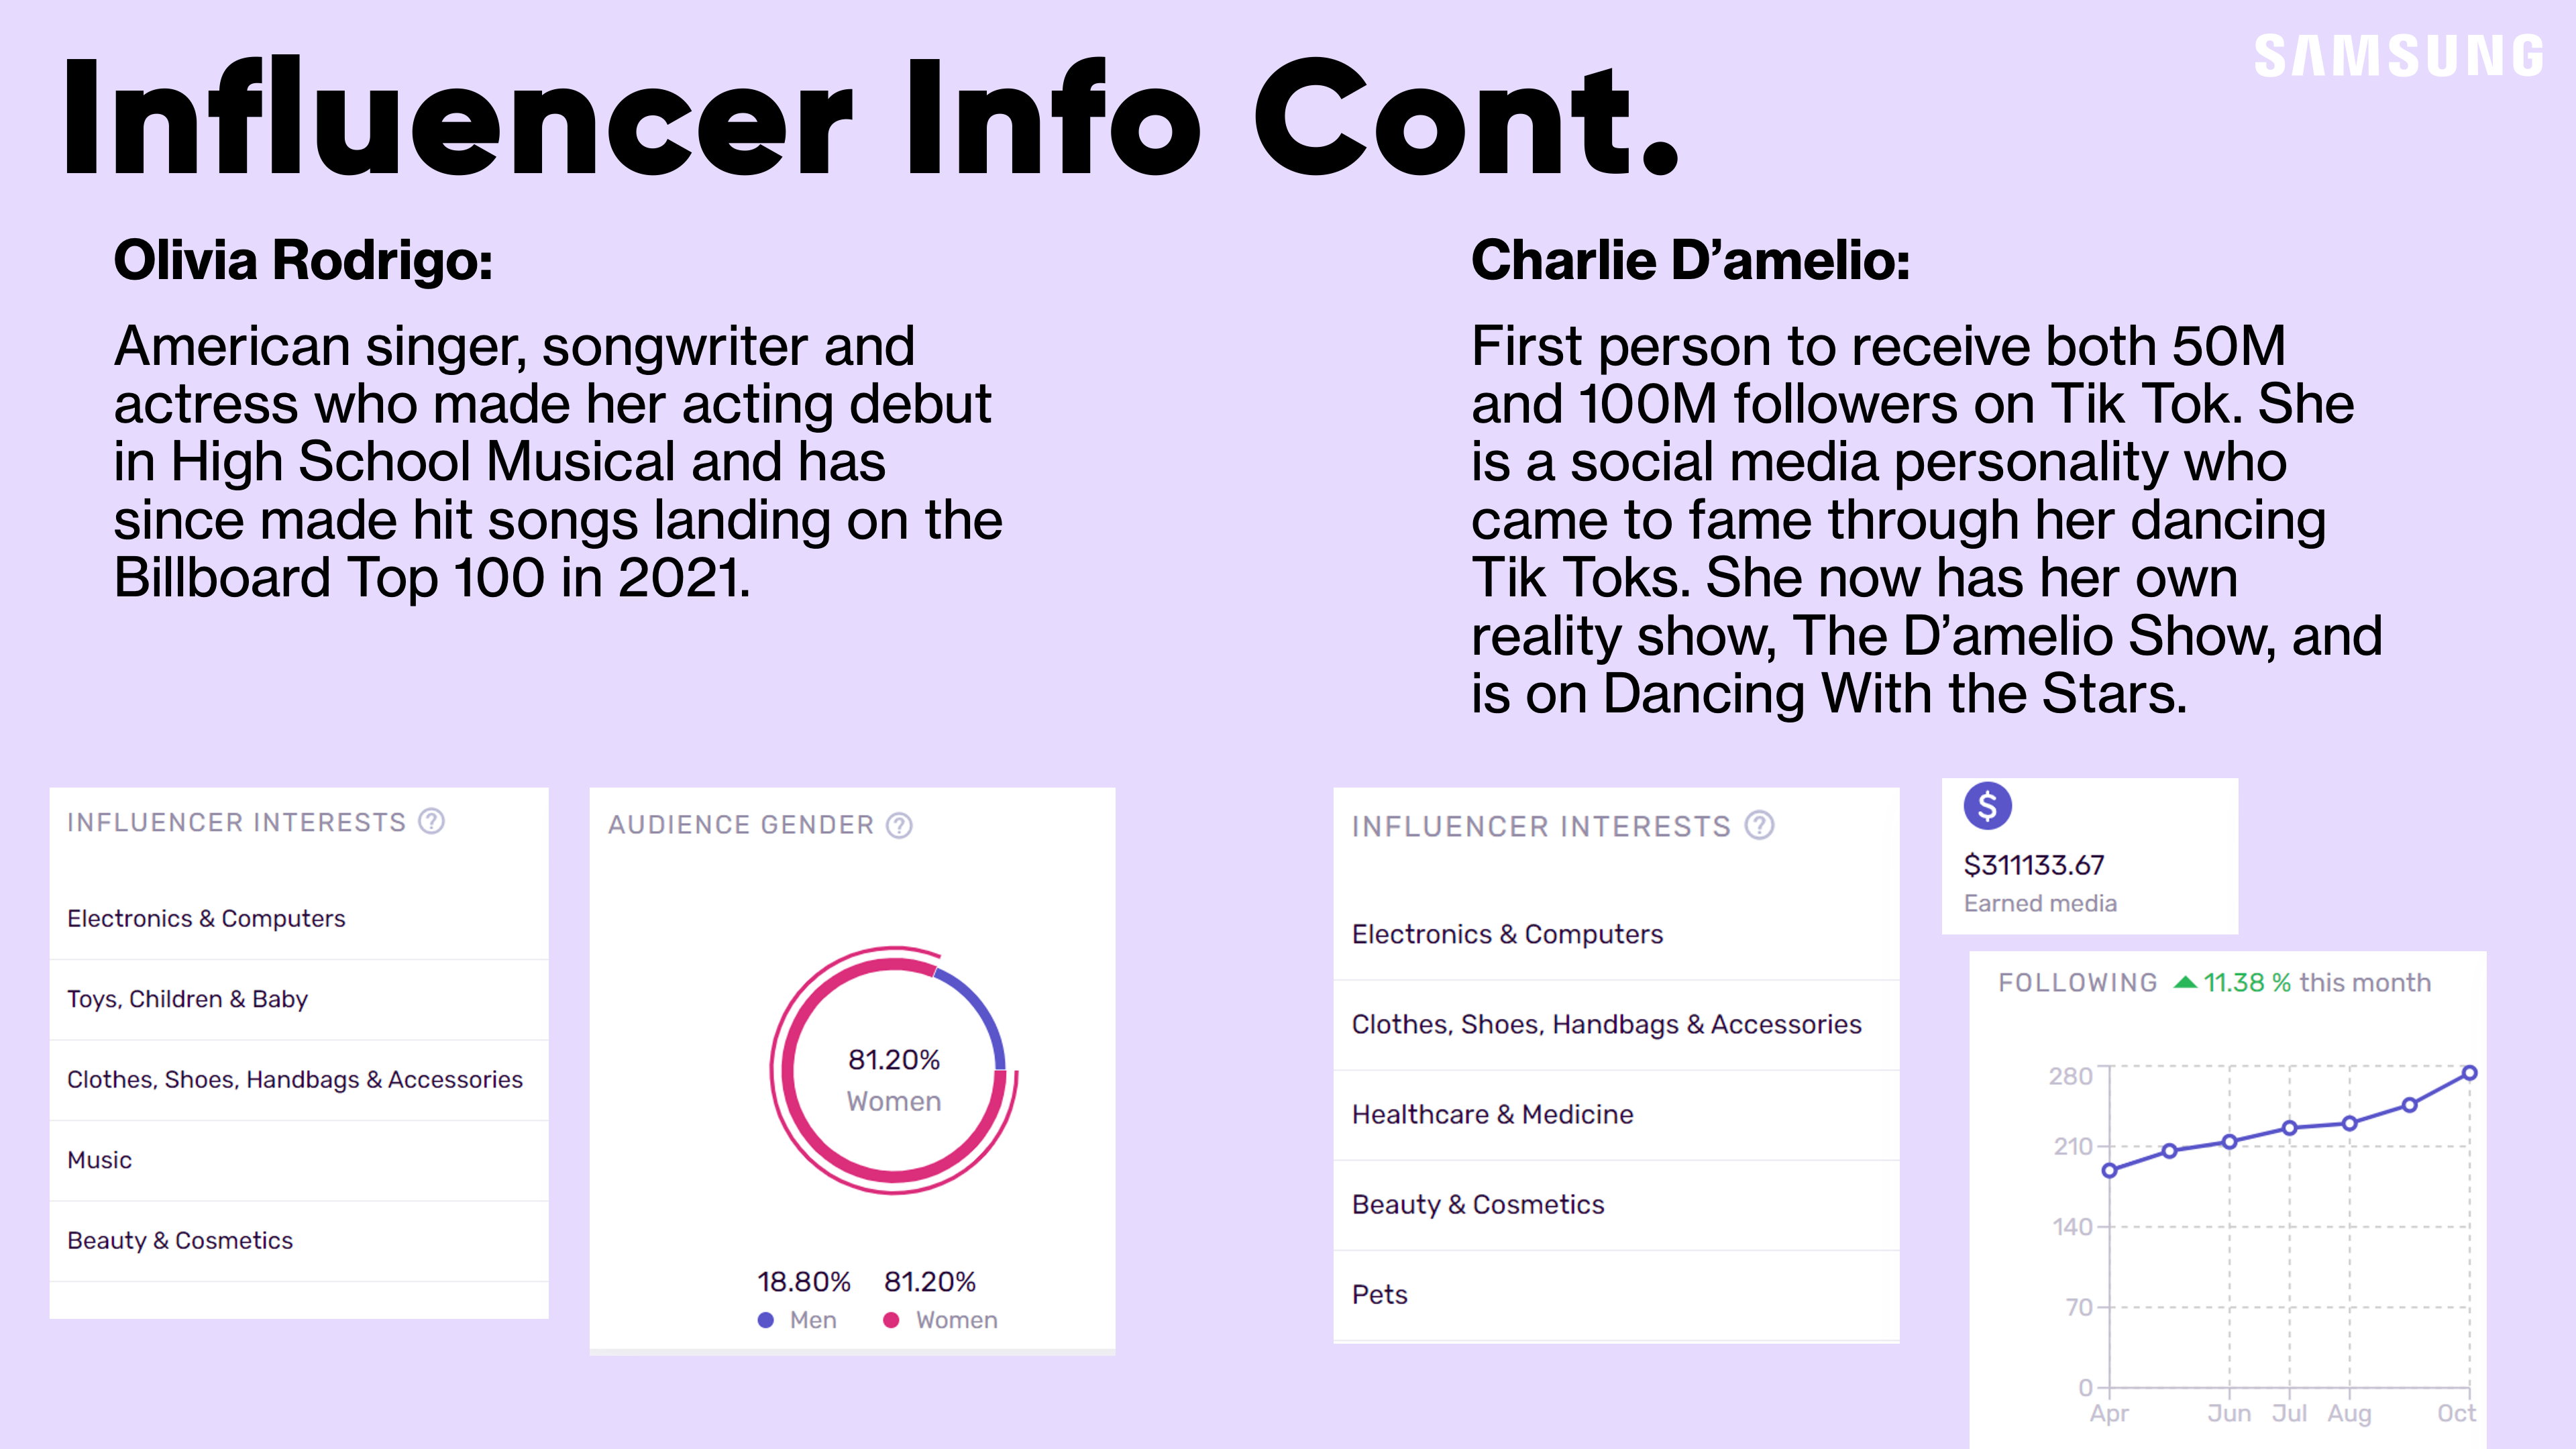 SAMSUNG
Influencer Info Cont.
Olivia Rodrigo:
American singer, songwriter and
actress who made her acting debut
in High School Musical and has
since made hit songs landing on the
Billboard Top 100 in 2021.
Charlie D’amelio:
First person to receive both 50M
and 100M followers on Tik Tok. She
is a social media personality who
came to fame through her dancing
Tik Toks. She now has her own
reality show, The D’amelio Show, and
is on Dancing With the Stars.
INFLUENCER INTERESTS ?
Electronics & Computers
Toys, Children & Baby
Clothes, Shoes, Handbags & Accessories
Music
Beauty & Cosmetics
AUDIENCE GENDER ?
81.20%
Women
18.80% 81.20%
Men Women
INFLUENCER INTERESTS ?
Electronics & Computers
Clothes, Shoes, Handbags & Accessories
Healthcare & Medicine
Beauty & Cosmetics
Pets
$
$311133.67
Earned media
FOLLOWING 11.38 % this month
280
210
140
70
0
Apr Jun Jul Aug Oct